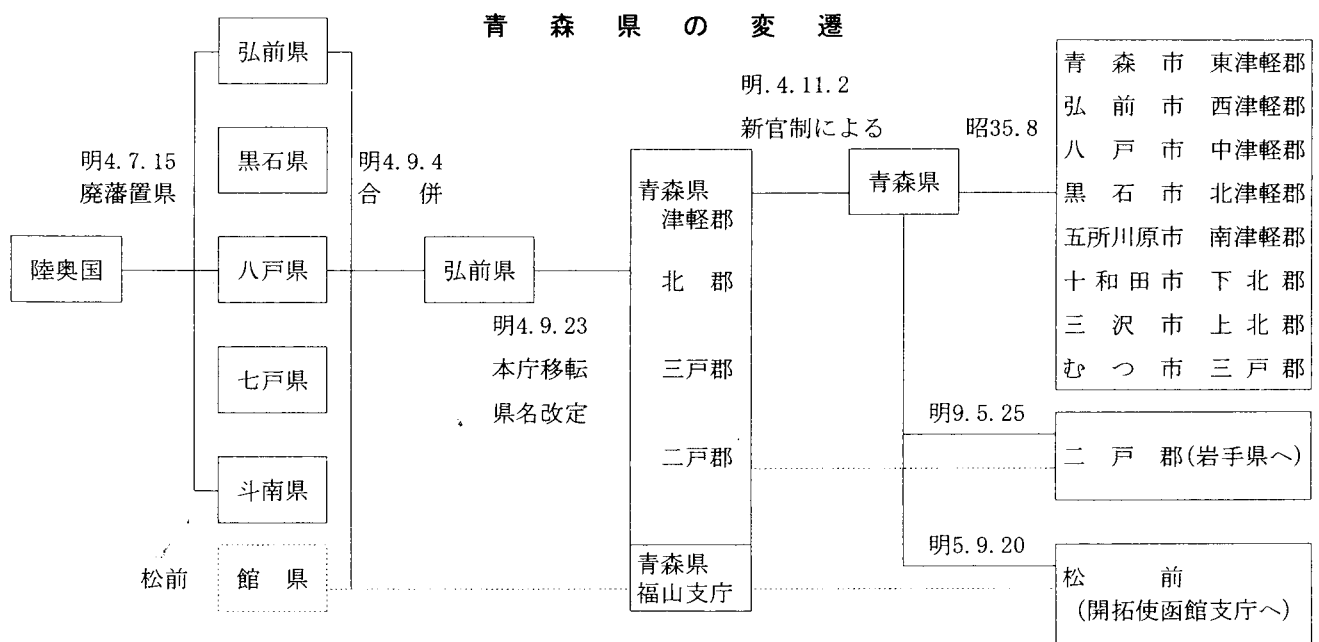 青森県の変遷
陸奥国
明4.7.15
廃藩置県
弘前県
黒石県
八戸県
七戸県
斗南県
松前
館県
明4.9.4
合併
弘前県
明4.9.23
本庁移転
県名改定
青森県
津軽郡
北郡
三戸郡
二戸郡
青森県
福山支庁
明.4.11.2
新官制による
青森県
昭35.8
青森市 東津軽郡
弘前市 西津軽郡
八戸市 中津軽郡
黒石市 北津軽郡
五所川原市 南津軽郡
十和田市 下北郡
三沢市 上北郡
むつ市 三戸郡
明9.5.25
二戸郡(岩手県へ)
明5.9.20
松前
(開拓使函館支庁へ)